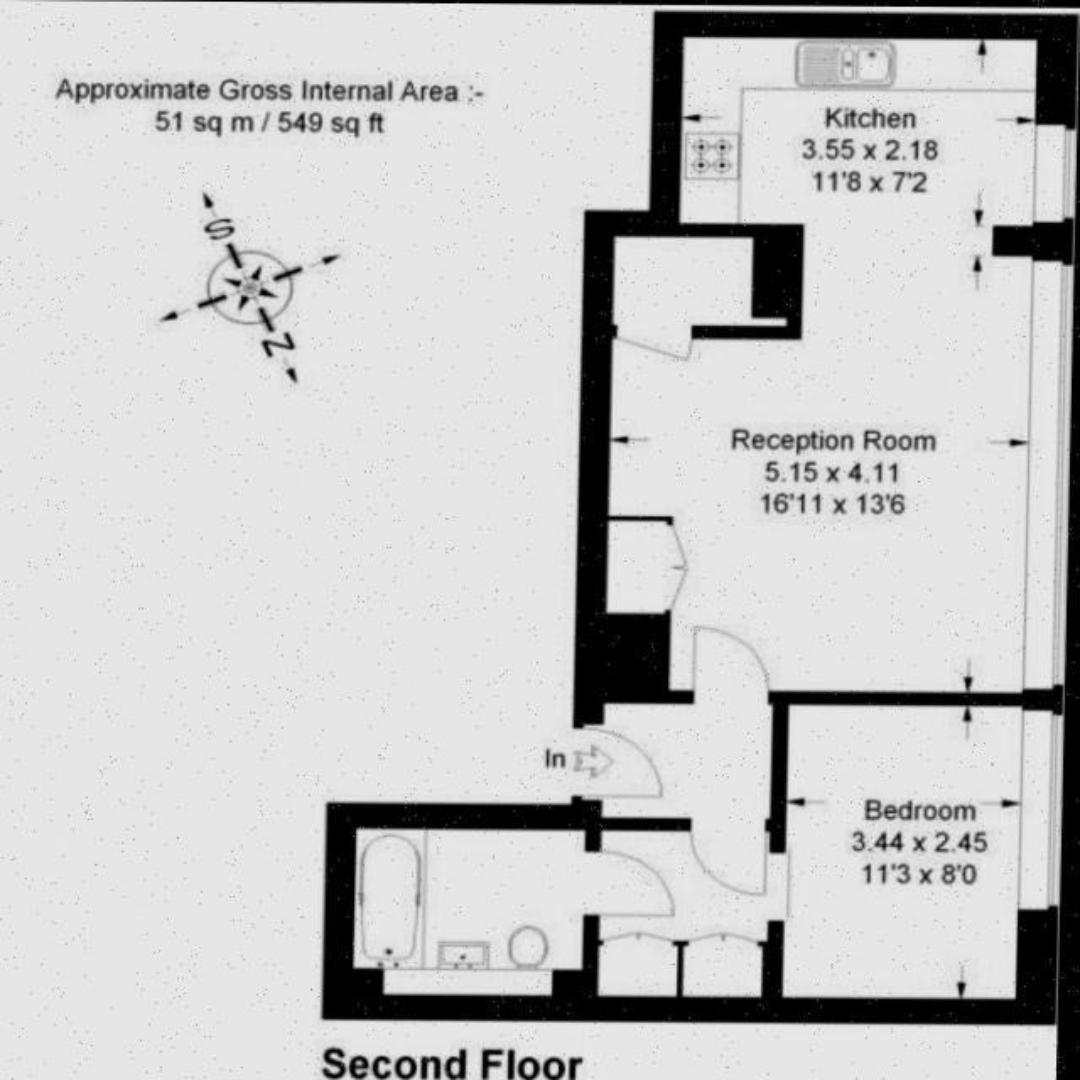 Approximate Gross Internal Area :-
51 sq m / 549 sq ft
S
N
Kitchen
3.55 x 2.18
11'8 x 7'2
Reception Room
5.15 x 4.11
16'11 x 13'6
In
Bedroom
3.44 x 2.45
11'3 x 8'0
Second Floor